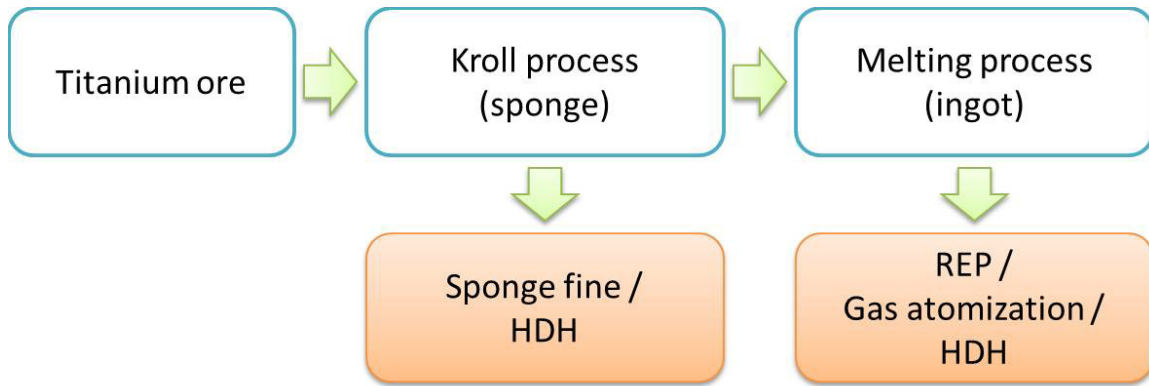 Titanium ore
Kroll process
(sponge)
Melting process
(ingot)
Sponge fine /
HDH
REP /
Gas atomization /
HDH